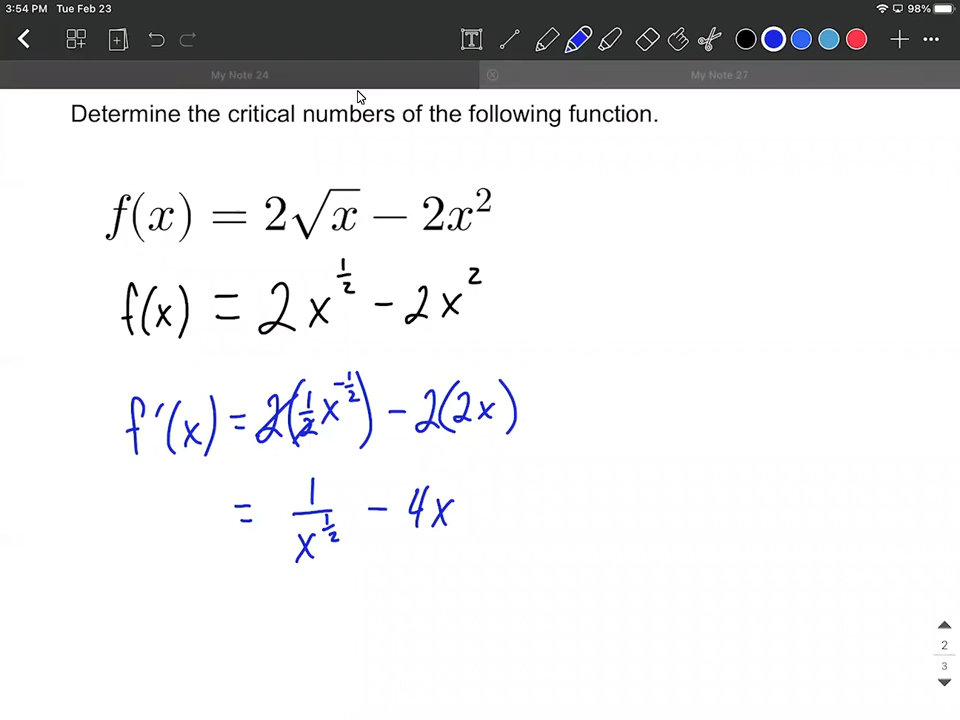 3:54 PM Tue Feb 23 98%
My Note 24 My Note 27
Determine the critical numbers of the following function.
f(x) = 2√x − 2x²
f(x) = 2x^{1/2} − 2x²
f'(x) = 2(1/2 x^{-1/2}) − 2(2x)
= 1/x^{1/2} − 4x
2
3